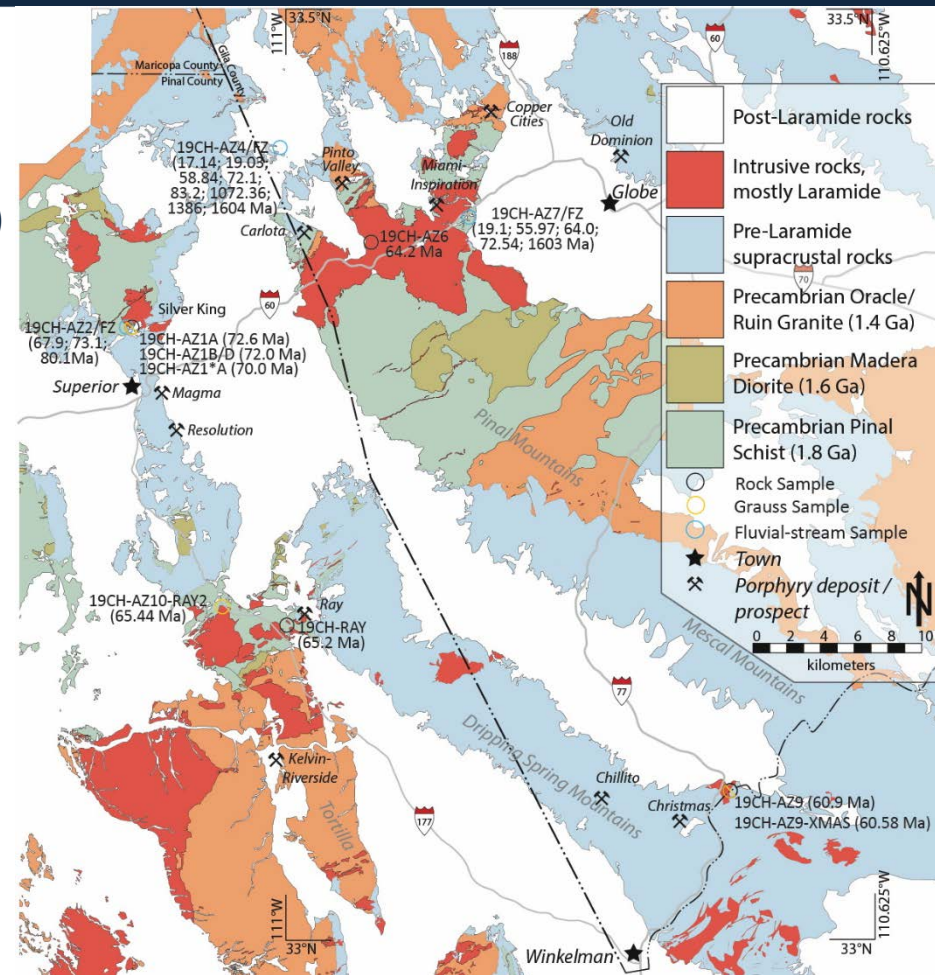 111°W
33.5°N
33.5°N
110.625°W
188
60
Maricopa County
Pinal County
Gila County
Copper
Cities
Old
Dominion
19CH-AZ4/FZ
(17.14; 19.03;
58.84; 72.1;
83.2; 1072.36;
1386; 1604 Ma)
Pinto
Valley
Miami-
Inspiration
Globe
19CH-AZ7/FZ
(19.1; 55.97; 64.0;
72.54; 1603 Ma)
Carlota
19CH-AZ6
64.2 Ma
60
Silver King
19CH-AZ2/FZ
(67.9; 73.1;
80.1Ma)
19CH-AZ1A (72.6 Ma)
19CH-AZ1B/D (72.0 Ma)
19CH-AZ1*A (70.0 Ma)
Superior
Magma
Resolution
Pinal Mountains
Post-Laramide rocks
Intrusive rocks,
mostly Laramide
Pre-Laramide
supracrustal rocks
70
Precambrian Oracle/
Ruin Granite (1.4 Ga)
Precambrian Madera
Diorite (1.6 Ga)
Precambrian Pinal
Schist (1.8 Ga)
Rock Sample
Grauss Sample
Fluvial-stream Sample
Town
Porphyry deposit /
prospect
N
0 2 4 6 8 10
kilometers
19CH-AZ10-RAY2
(65.44 Ma)
Ray
19CH-RAY
(65.2 Ma)
Mescal Mountains
77
Dripping Spring Mountains
Kelvin-
Riverside
Tortilla
Chillito
Christmas
19CH-AZ9 (60.9 Ma)
19CH-AZ9-XMAS (60.58 Ma)
177
111°W
33°N
Winkelman
33°N
110.625°W